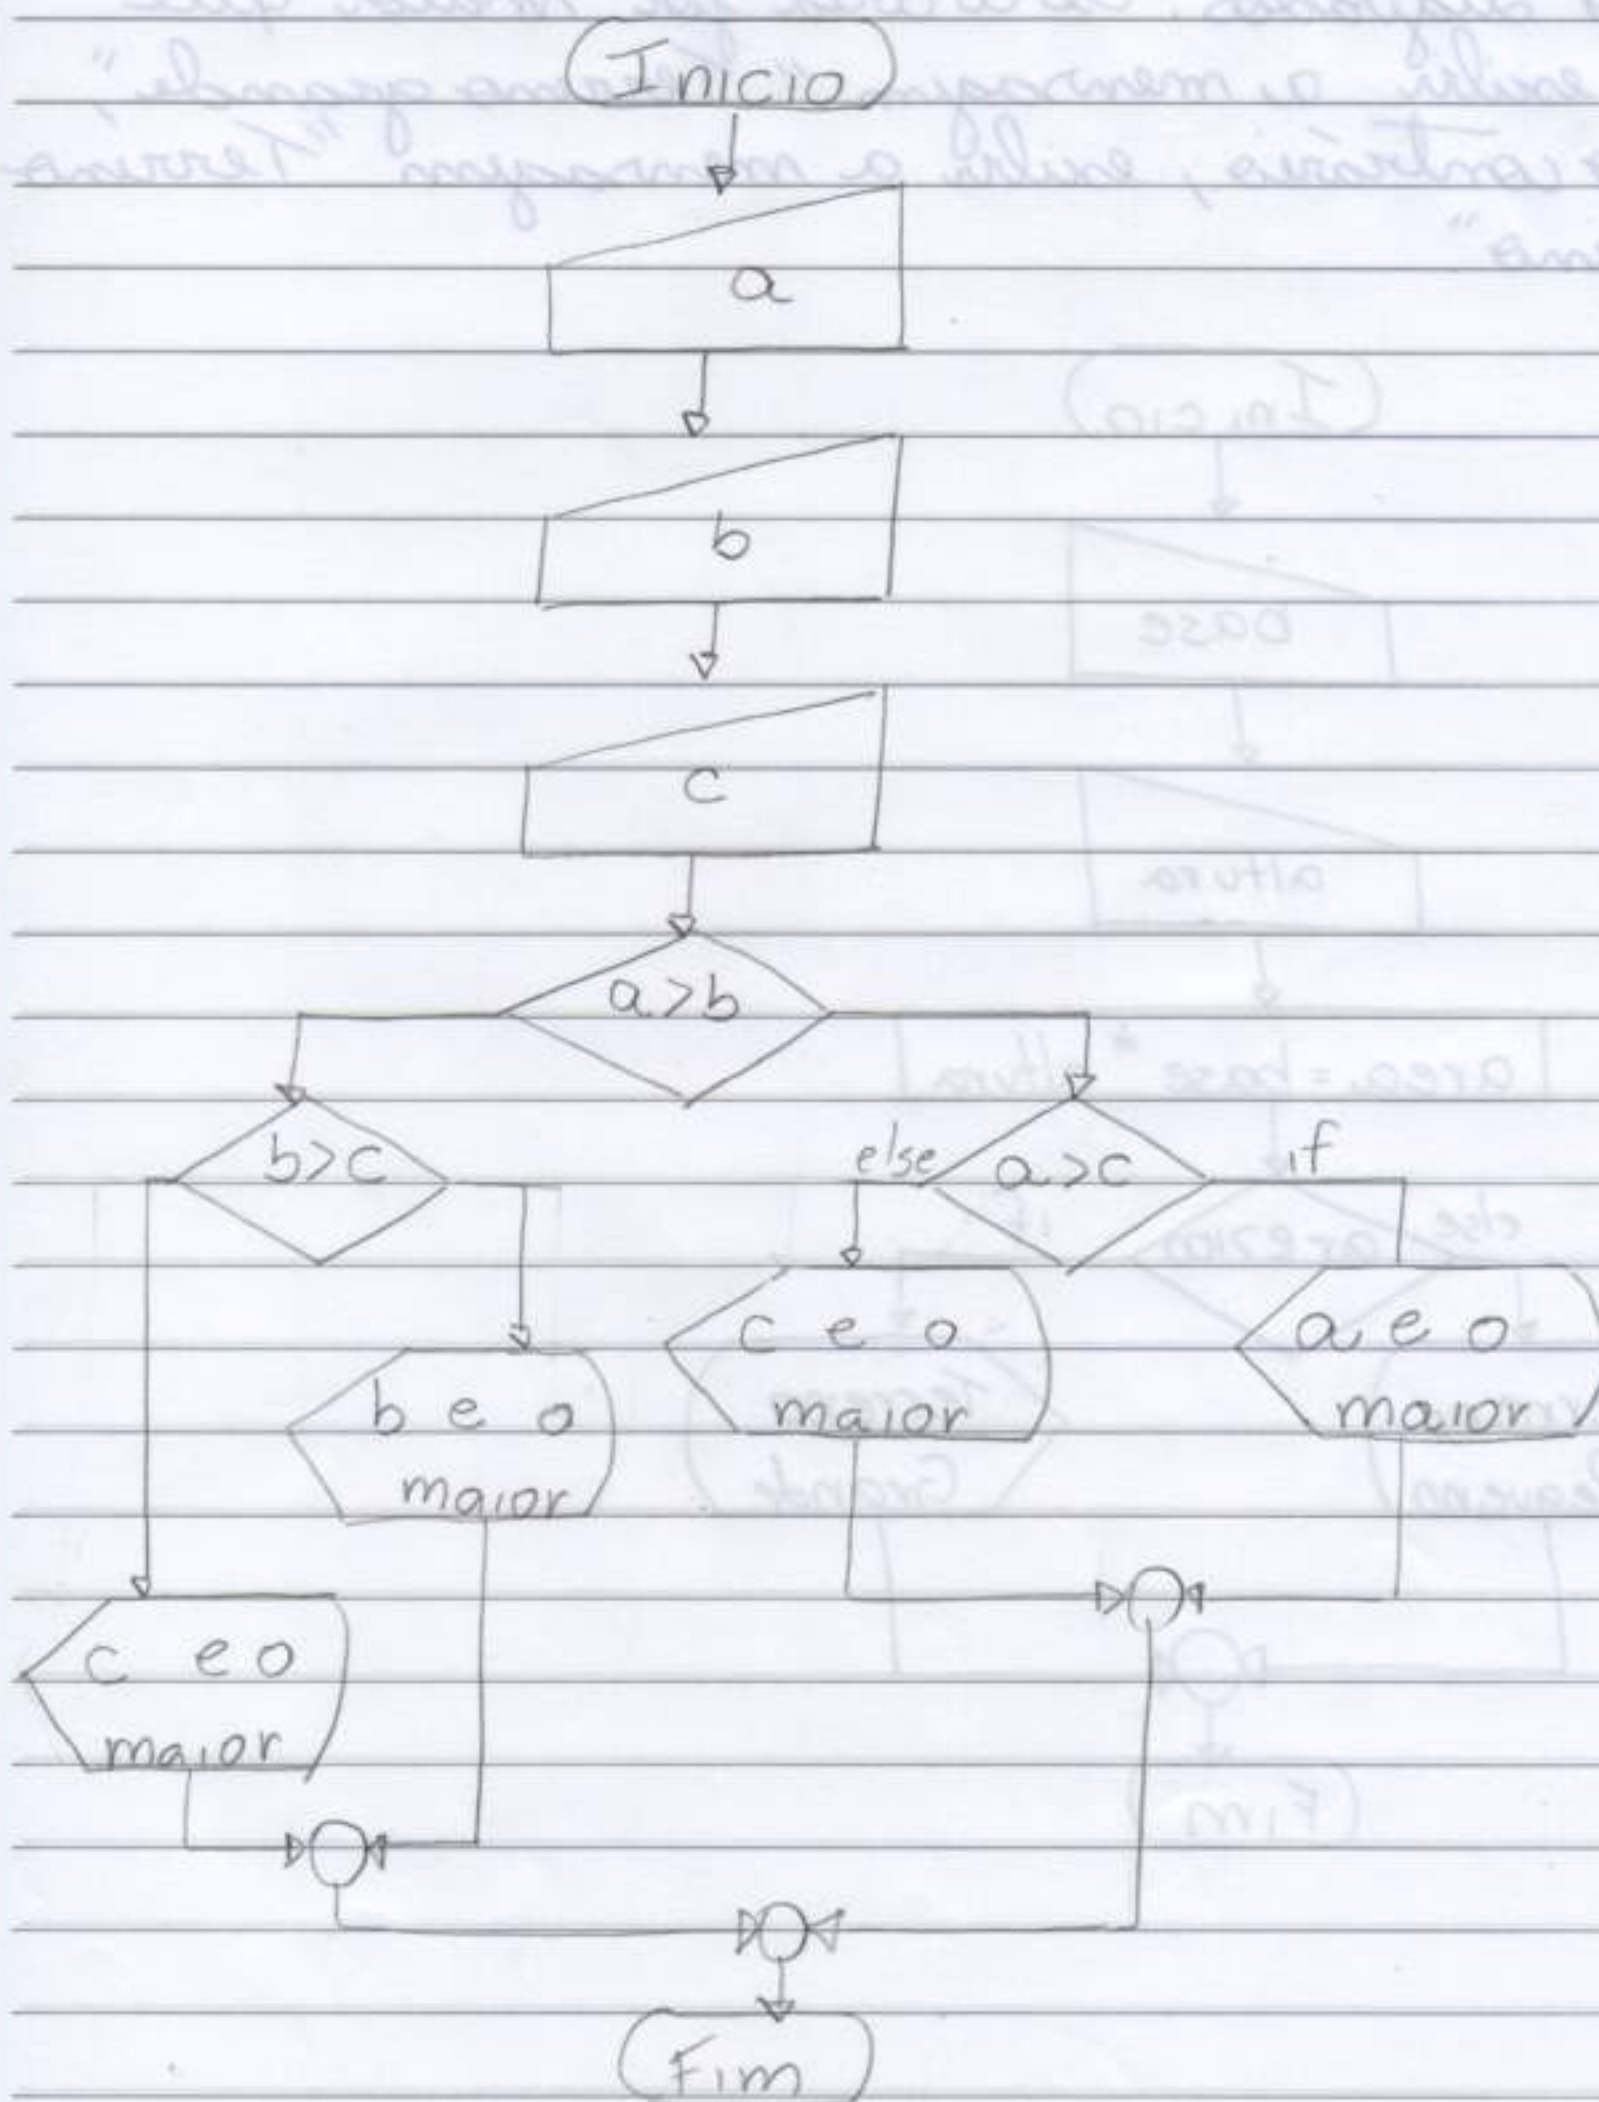 Inicio
a
b
c
a>b
b>c
else a>c if
c e o
maior
a e o
maior
b e o
maior
c e o
maior
Fim